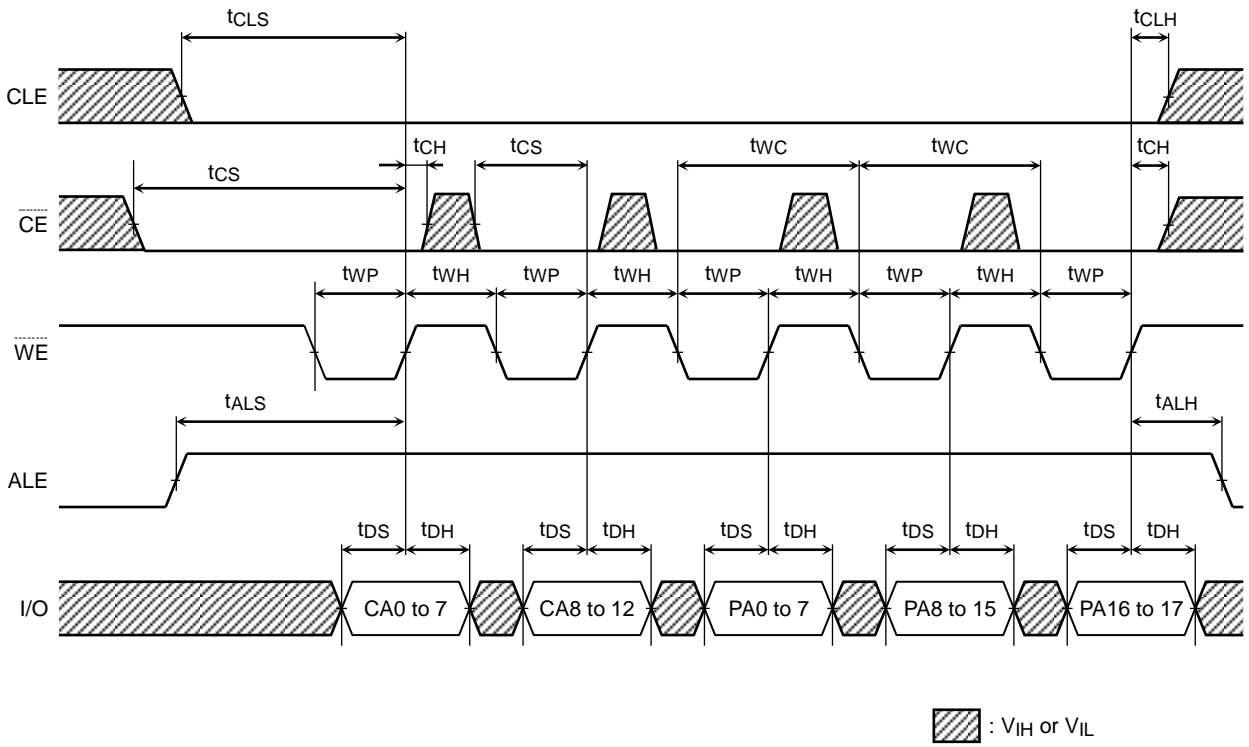 tCLS tCLH
CLE
tCH tCS tWC tWC tCH
tCS
CE
tWP tWH tWP tWH tWP tWH tWP tWH tWP
WE
tALS tALH
ALE
tDS tDH tDS tDH tDS tDH tDS tDH tDS tDH
I/O CA0 to 7 CA8 to 12 PA0 to 7 PA8 to 15 PA16 to 17
: VIH or VIL